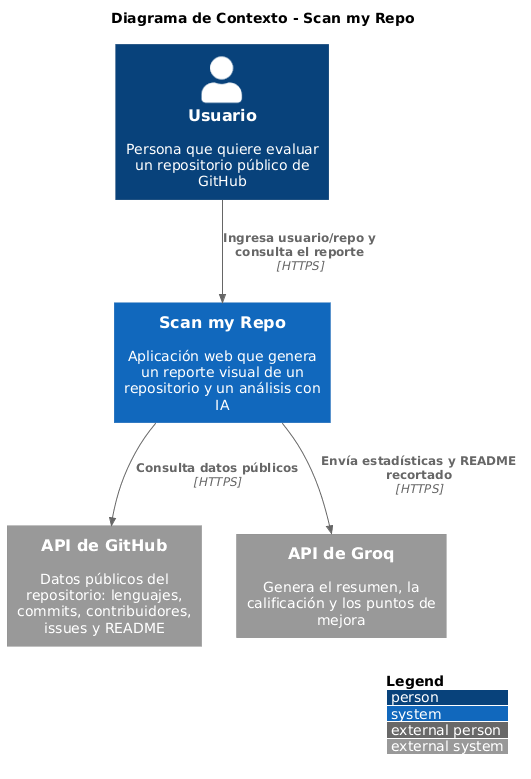 Diagrama de Contexto - Scan my Repo
Usuario
Persona que quiere evaluar
un repositorio público de
GitHub
Ingresa usuario/repo y
consulta el reporte
[HTTPS]
Scan my Repo
Aplicación web que genera
un reporte visual de un
repositorio y un análisis con
IA
Consulta datos públicos
[HTTPS]
Envía estadísticas y README
recortado
[HTTPS]
API de GitHub
Datos públicos del
repositorio: lenguajes,
commits, contribuidores,
issues y README
API de Groq
Genera el resumen, la
calificación y los puntos de
mejora
Legend
person
system
external person
external system